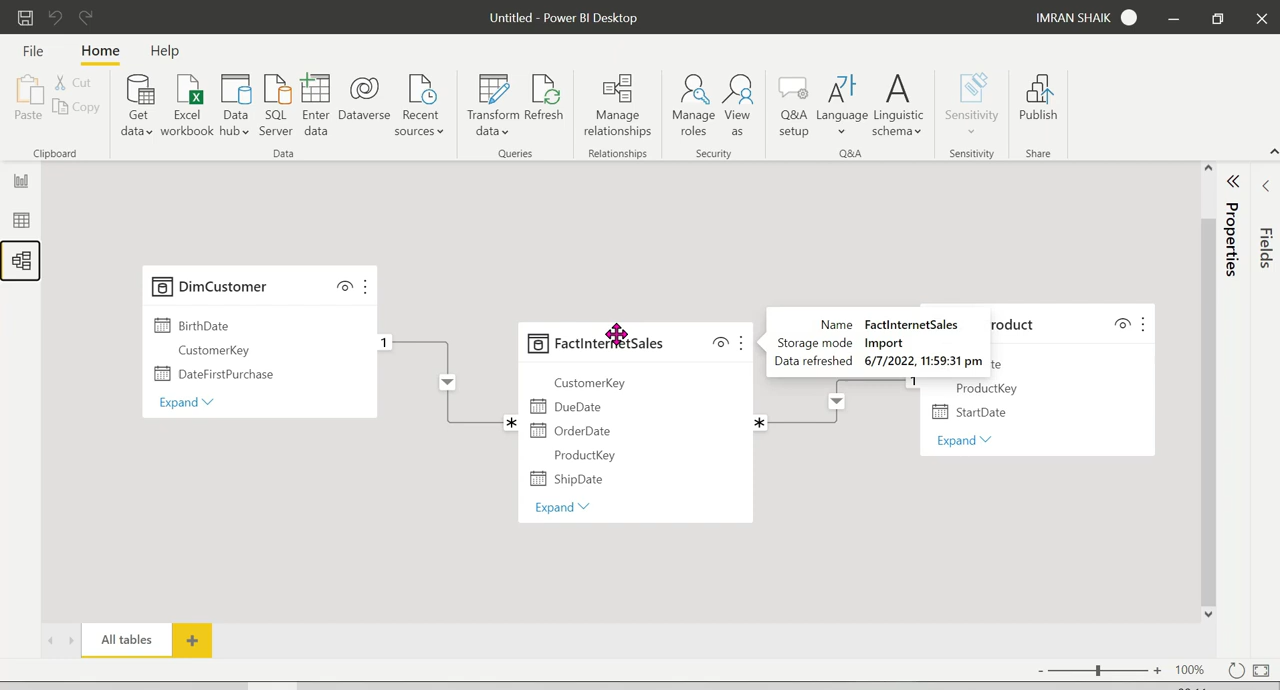 Untitled - Power BI Desktop
IMRAN SHAIK
File
Home
Help
Paste
Cut
Copy
Clipboard
Get data
Excel workbook
Data hub
SQL Server
Enter data
Dataverse
Recent sources
Data
Transform data
Refresh
Queries
Manage relationships
Relationships
Manage roles
View as
Security
Q&A setup
Language
Linguistic schema
Q&A
Sensitivity
Sensitivity
Publish
Share
DimCustomer
BirthDate
CustomerKey
DateFirstPurchase
Expand
1
*
FactInternetSales
CustomerKey
DueDate
OrderDate
ProductKey
ShipDate
Expand
*
1
Name FactInternetSales
Storage mode Import
Data refreshed 6/7/2022, 11:59:31 pm
roduct
te
ProductKey
StartDate
Expand
Properties
Fields
All tables
+
- + 100%